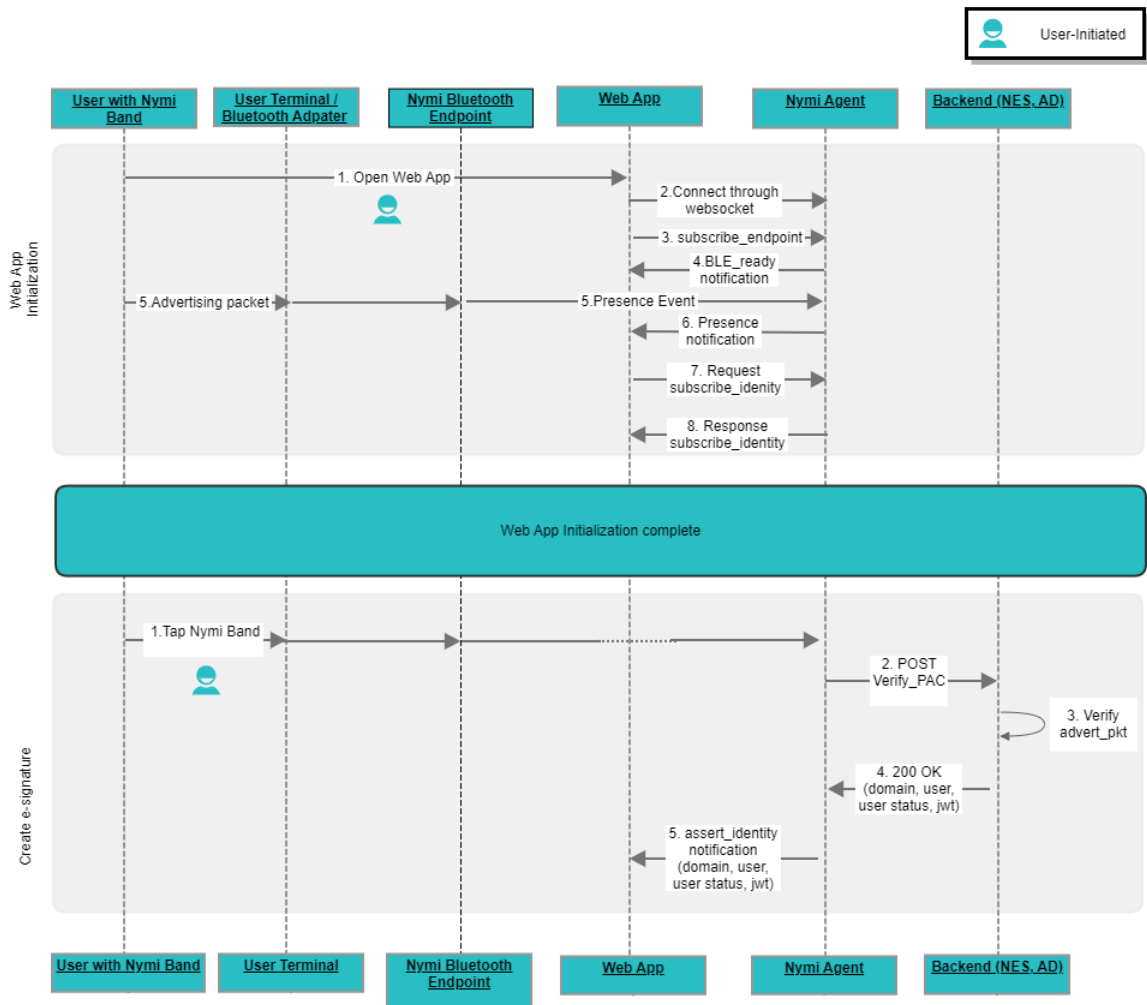 User-Initiated
User with Nymi
Band
User Terminal /
Bluetooth Adpater
Nymi Bluetooth
Endpoint
Web App
Nymi Agent
Backend (NES, AD)
Web App
Initialization
1. Open Web App
2.Connect through
websocket
3. subscribe_endpoint
4.BLE_ready
notification
5.Advertising packet
5.Presence Event
6. Presence
notification
7. Request
subscribe_idenity
8. Response
subscribe_identity
Web App Initialization complete
Create e-signature
1.Tap Nymi Band
2. POST
Verify_PAC
3. Verify
advert_pkt
4. 200 OK
(domain, user,
user status, jwt)
5. assert_identity
notification
(domain, user,
user status, jwt)
User with Nymi Band
User Terminal
Nymi Bluetooth
Endpoint
Web App
Nymi Agent
Backend (NES, AD)